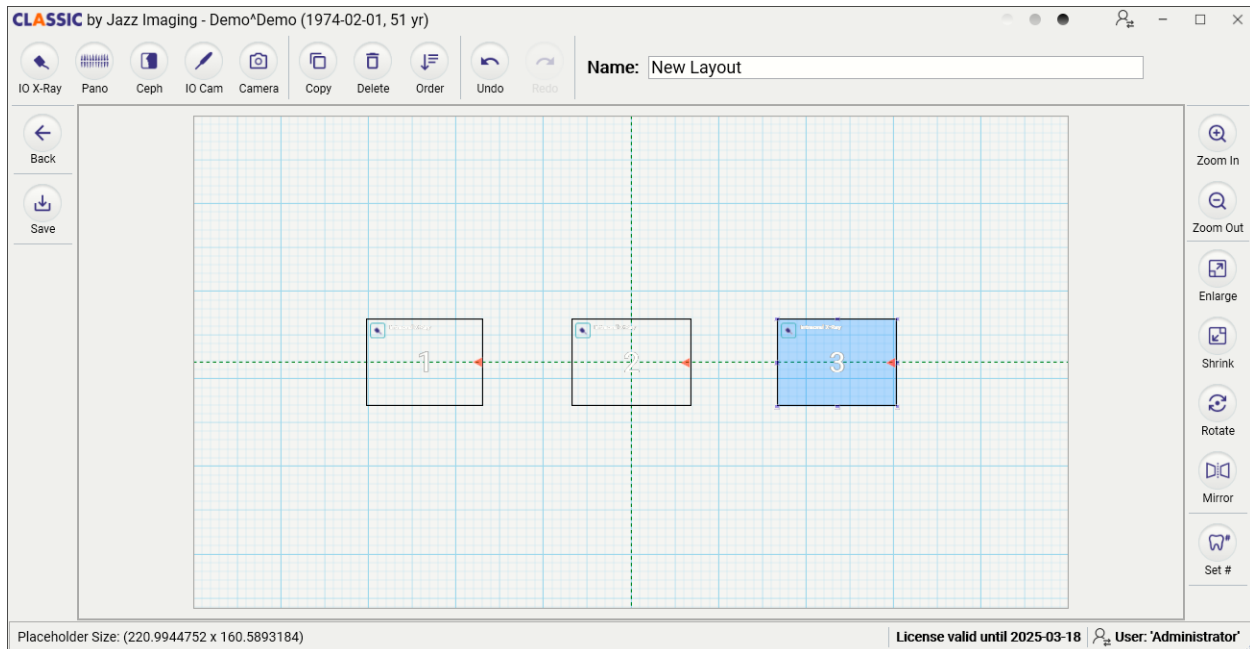 CLASSIC by Jazz Imaging - Demo^Demo (1974-02-01, 51 yr)
IO X-Ray
Pano
Ceph
IO Cam
Camera
Copy
Delete
Order
Undo
Redo
Name: New Layout
Back
Save
1
2
3
Zoom In
Zoom Out
Enlarge
Shrink
Rotate
Mirror
Set #
Placeholder Size: (220.9944752 x 160.5893184)
License valid until 2025-03-18
User: 'Administrator'